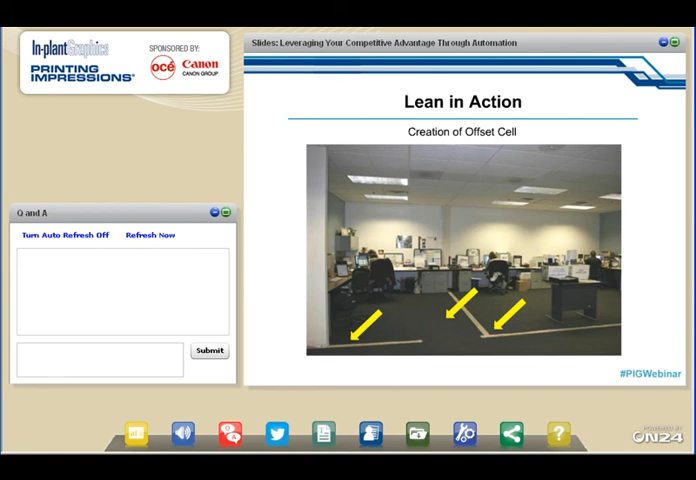 In-plantGraphics
PRINTING
IMPRESSIONS®
SPONSORED BY:
océ
Canon
CANON GROUP
Slides: Leveraging Your Competitive Advantage Through Automation
Lean in Action
Creation of Offset Cell
Q and A
Turn Auto Refresh Off Refresh Now
Submit
#PIGWebinar
Q
A
?
POWERED BY
ON24